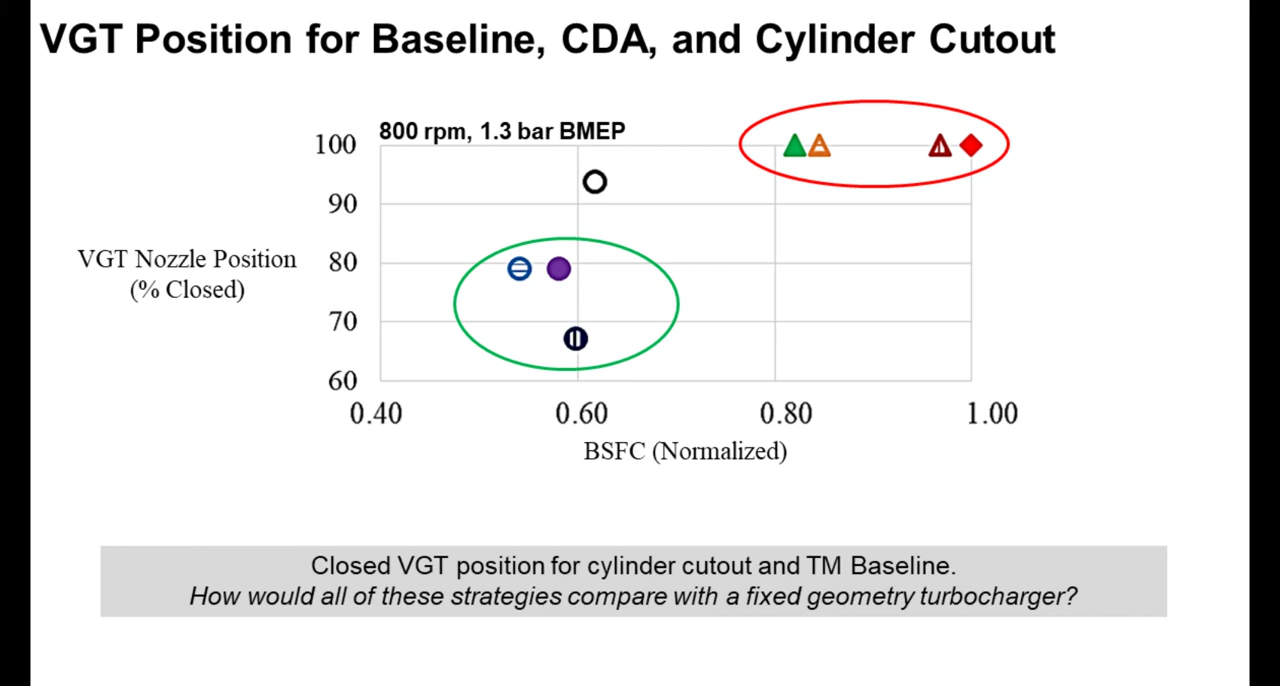 VGT Position for Baseline, CDA, and Cylinder Cutout
800 rpm, 1.3 bar BMEP
100
90
80
70
60
VGT Nozzle Position
(% Closed)
0.40 0.60 0.80 1.00
BSFC (Normalized)
Closed VGT position for cylinder cutout and TM Baseline.
How would all of these strategies compare with a fixed geometry turbocharger?